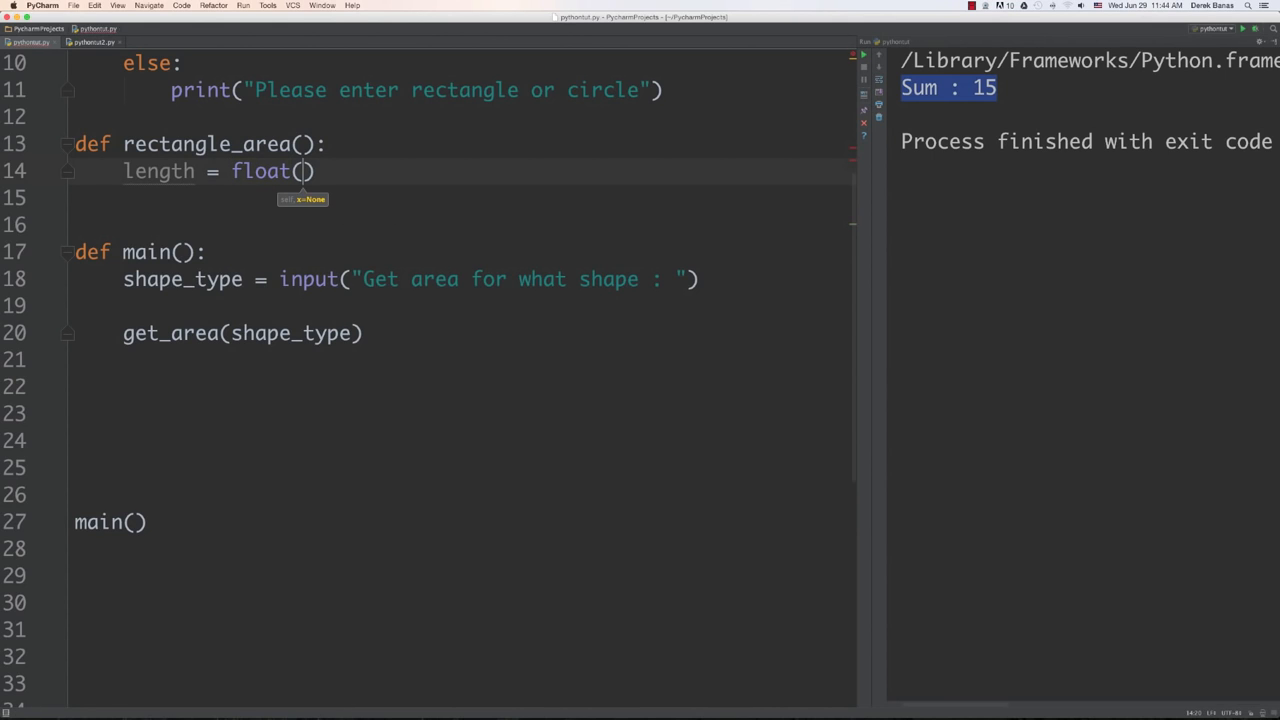 PyCharm File Edit View Navigate Code Refactor Run Tools VCS Window Help 10 Wed Jun 29 11:44 AM Derek Banas
pythontut.py - PycharmProjects - [~/PycharmProjects]
PycharmProjects pythontut.py pythontut
pythontut.py pythontut2.py Run: pythontut
10 else:
11 print("Please enter rectangle or circle")
12
13 def rectangle_area():
14 length = float()
self, x=None
15
16
17 def main():
18 shape_type = input("Get area for what shape : ")
19
20 get_area(shape_type)
21
22
23
24
25
26
27 main()
28
29
30
31
32
33
/Library/Frameworks/Python.frame
Sum : 15
Process finished with exit code
14:20 LF≑ UTF-8≑